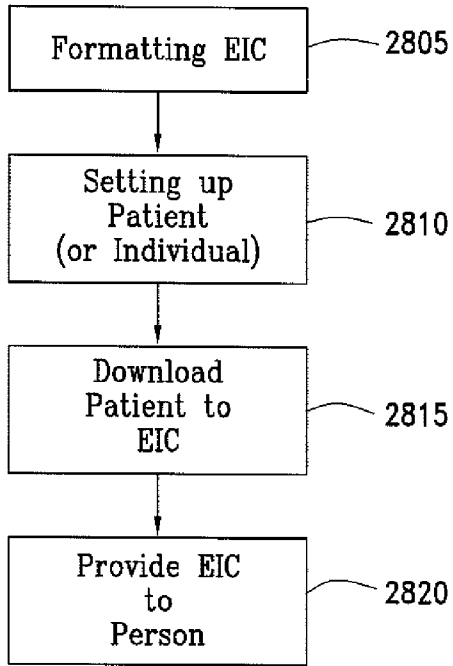 Formatting EIC
2805
Setting up
Patient
(or Individual)
2810
Download
Patient to
EIC
2815
Provide EIC
to
Person
2820